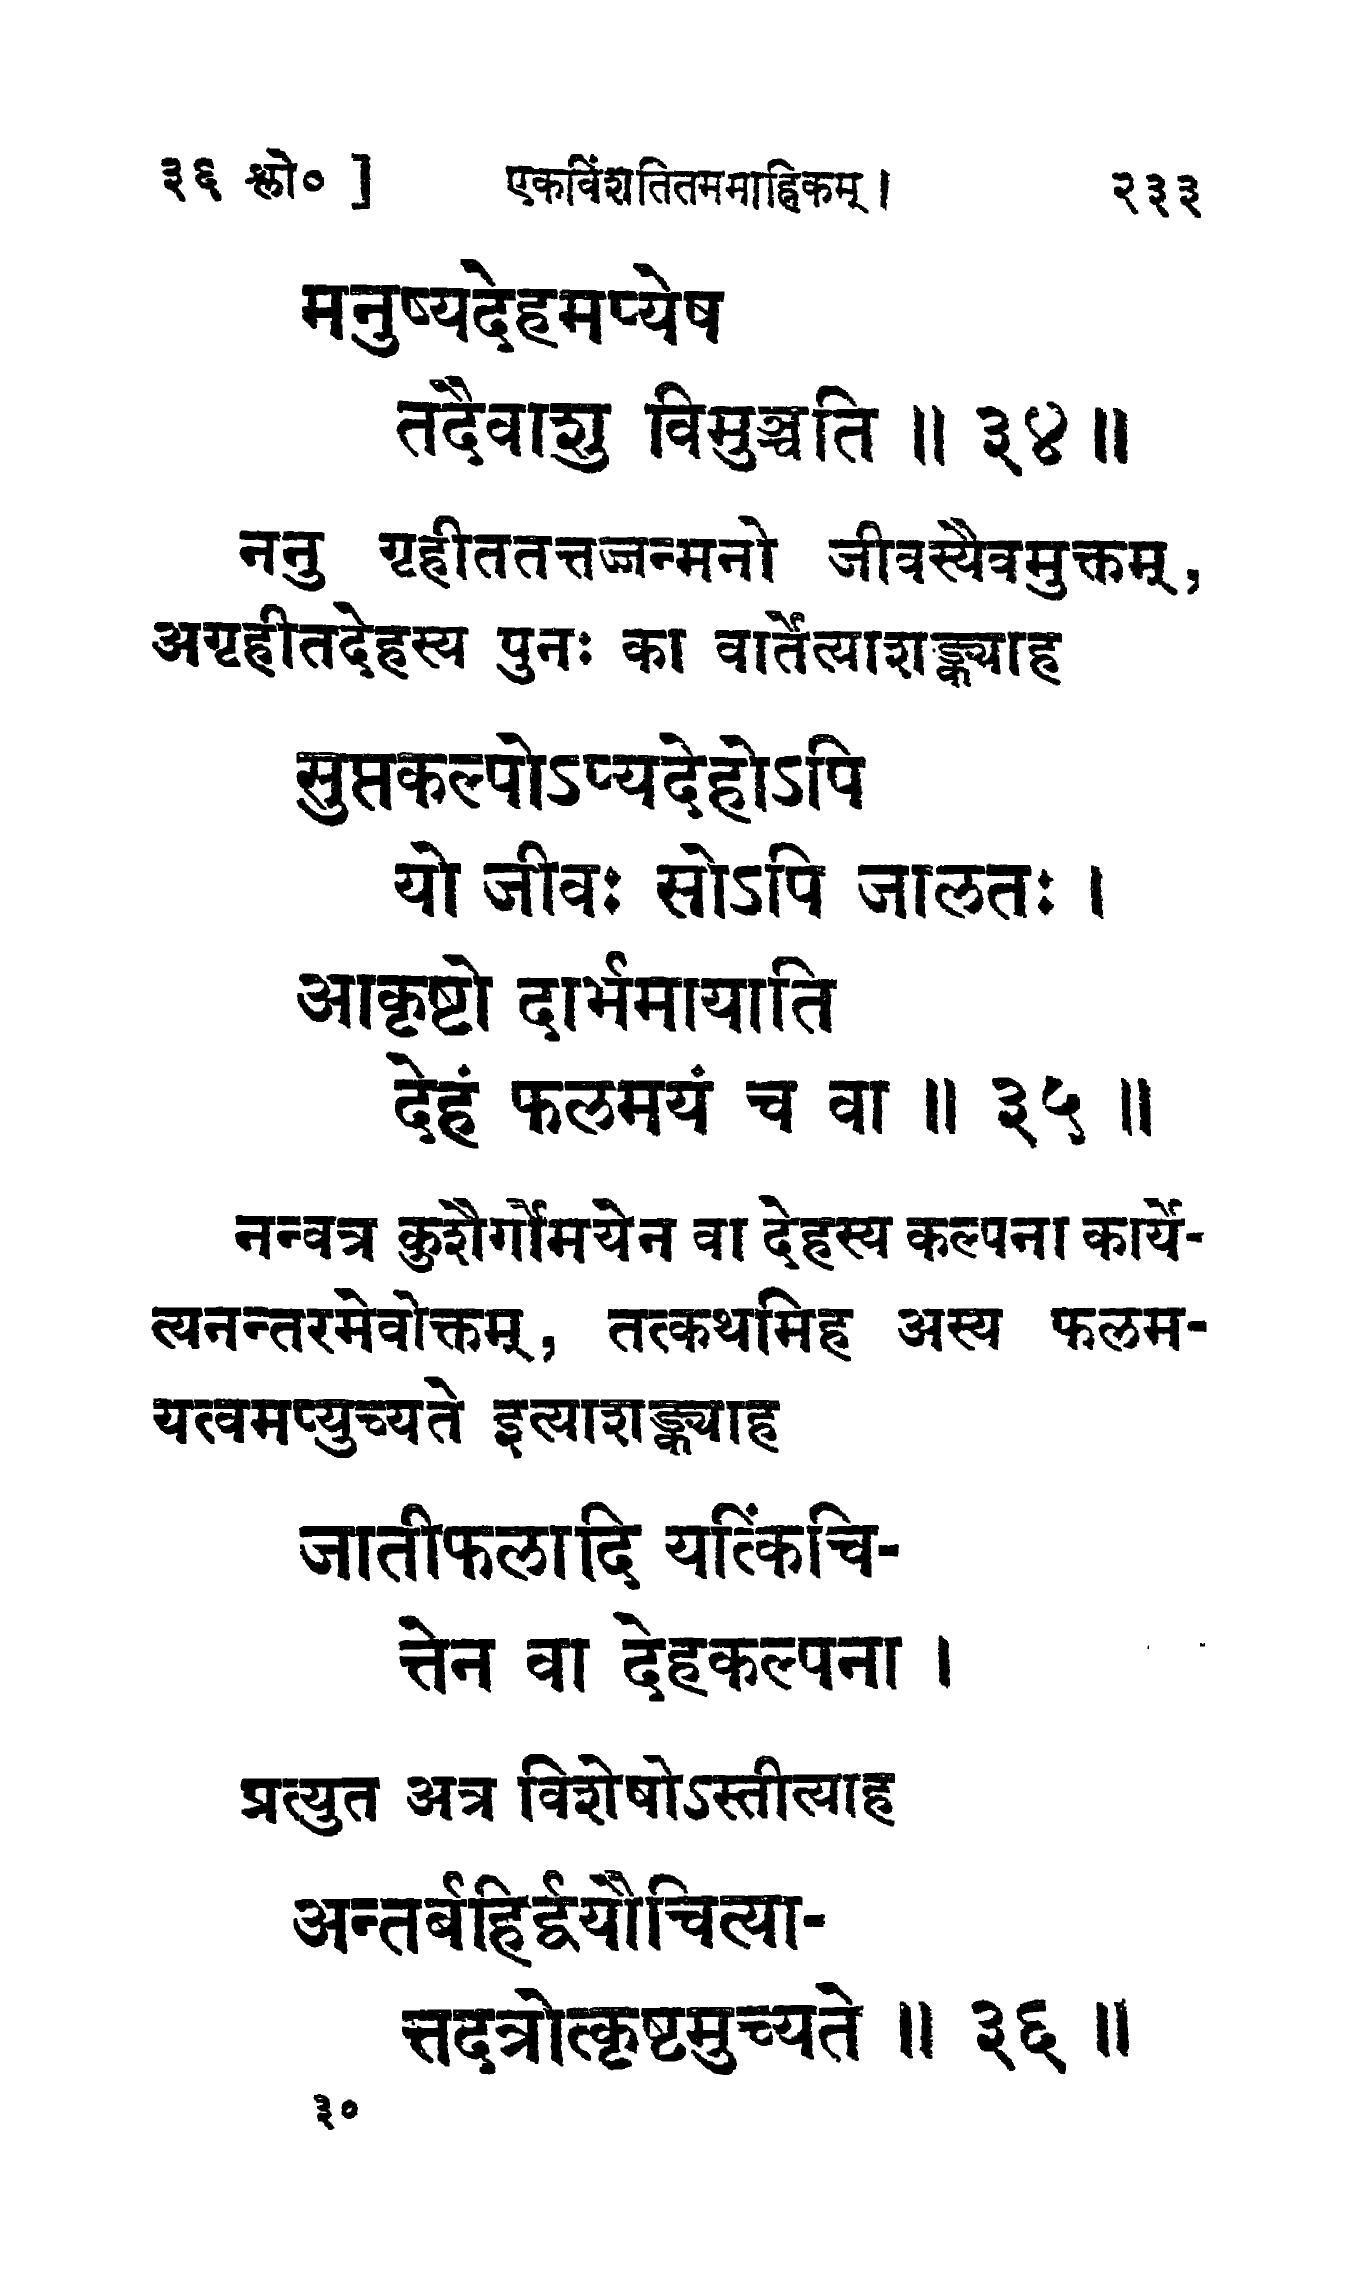 ३६ श्लो० ]
एकविंशतितममाह्निकम् ।
२३३
मनुष्यदेहमप्येष
तदैवाशु विमुञ्चति ॥ ३४ ॥
ननु गृहीततत्तज्जन्मनो जीवस्यैवमुक्तम्,
अगृहीतदेहस्य पुनः का वार्तेत्याशङ्क्याह
सुप्तकल्पोऽप्यदेहोऽपि
यो जीवः सोऽपि जालतः ।
आकृष्टो दार्भमायाति
देहं फलमयं च वा ॥ ३५ ॥
नन्वत्र कुशैर्गोमयेन वा देहस्य कल्पना कार्ये-
त्यनन्तरमेवोक्तम्, तत्कथमिह अस्य फलम-
यत्वमप्युच्यते इत्याशङ्क्याह
जातीफलादि यत्किंचि-
त्तेन वा देहकल्पना ।
प्रत्युत अत्र विशेषोऽस्तीत्याह
अन्तर्बहिर्द्वयौचित्या-
त्तदत्रोत्कृष्टमुच्यते ॥ ३६ ॥
३०